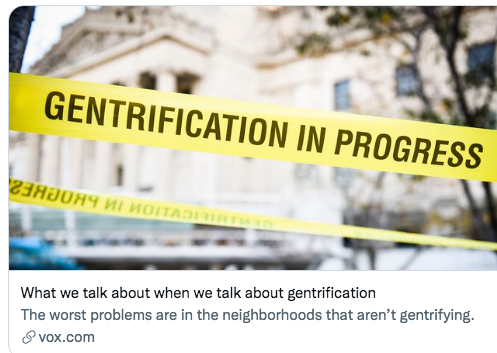 GENTRIFICATION IN PROGRESS
GENTRIFICATION IN PROGRESS
What we talk about when we talk about gentrification
The worst problems are in the neighborhoods that aren’t gentrifying.
vox.com